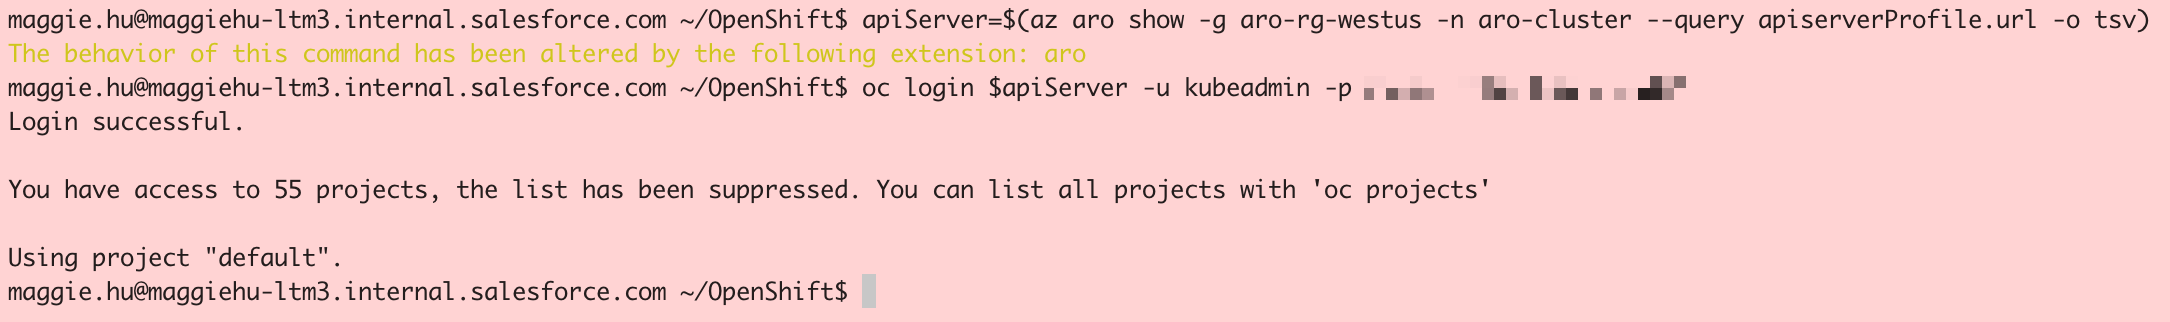 maggie.hu@maggiehu-ltm3.internal.salesforce.com ~/OpenShift$ apiServer=$(az aro show -g aro-rg-westus -n aro-cluster --query apiserverProfile.url -o tsv)
The behavior of this command has been altered by the following extension: aro
maggie.hu@maggiehu-ltm3.internal.salesforce.com ~/OpenShift$ oc login $apiServer -u kubeadmin -p
Login successful.
You have access to 55 projects, the list has been suppressed. You can list all projects with 'oc projects'
Using project "default".
maggie.hu@maggiehu-ltm3.internal.salesforce.com ~/OpenShift$